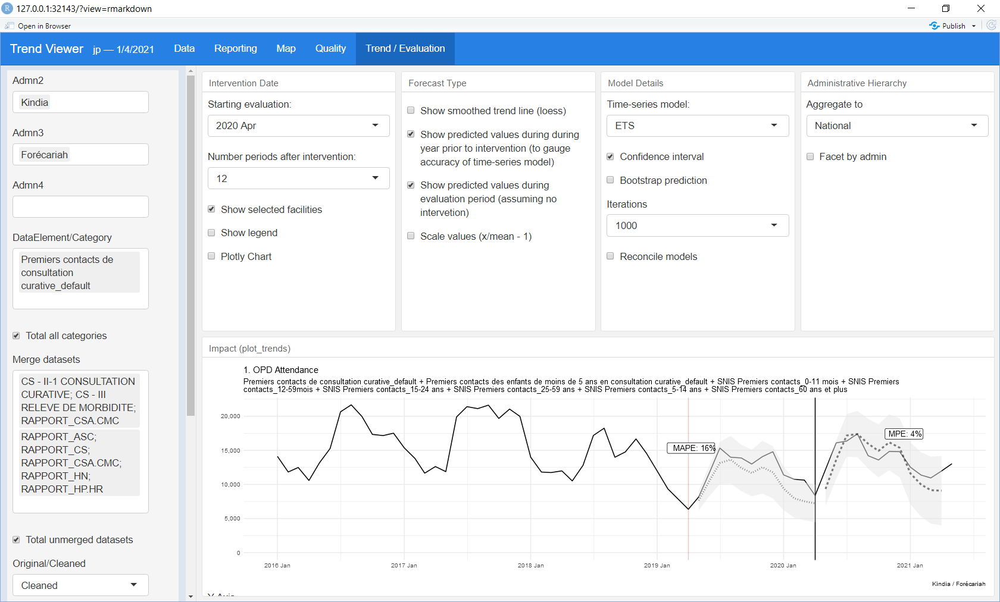 127.0.0.1:32143/?view=rmarkdown
Open in Browser
Publish
Trend Viewer jp — 1/4/2021 Data Reporting Map Quality Trend / Evaluation
Admn2
Kindia
Admn3
Forécariah
Admn4
DataElement/Category
Premiers contacts de
consultation
curative_default
Total all categories
Merge datasets
CS - II-1 CONSULTATION
CURATIVE; CS - III
RELEVE DE MORBIDITE;
RAPPORT_CSA.CMC
RAPPORT_ASC;
RAPPORT_CS;
RAPPORT_CSA.CMC;
RAPPORT_HN;
RAPPORT_HP.HR
Total unmerged datasets
Original/Cleaned
Cleaned
Intervention Date
Starting evaluation:
2020 Apr
Number periods after intervention:
12
Show selected facilities
Show legend
Plotly Chart
Forecast Type
Show smoothed trend line (loess)
Show predicted values during during
year prior to intervention (to gauge
accuracy of time-series model)
Show predicted values during
evaluation period (assuming no
intervetion)
Scale values (x/mean - 1)
Model Details
Time-series model:
ETS
Confidence interval
Bootstrap prediction
Iterations
1000
Reconcile models
Administrative Hierarchy
Aggregate to
National
Facet by admin
Impact (plot_trends)
1. OPD Attendance
Premiers contacts de consultation curative_default + Premiers contacts des enfants de moins de 5 ans en consultation curative_default + SNIS Premiers contacts_0-11 mois + SNIS Premiers
contacts_12-59mois + SNIS Premiers contacts_15-24 ans + SNIS Premiers contacts_25-59 ans + SNIS Premiers contacts_5-14 ans + SNIS Premiers contacts_60 ans et plus
20,000
15,000
10,000
5,000
0
MAPE: 16%
MPE: 4%
2016 Jan 2017 Jan 2018 Jan 2019 Jan 2020 Jan 2021 Jan
Kindia / Forécariah
Y-Axis